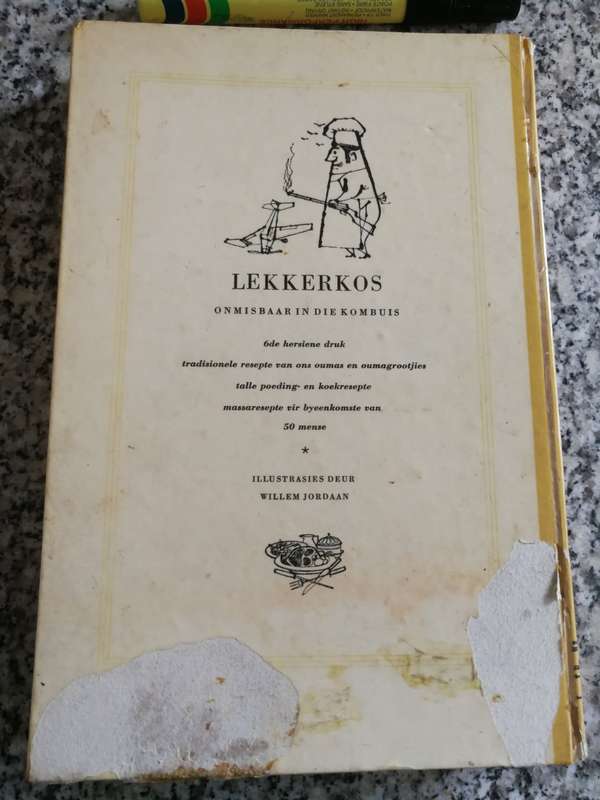 LEKKERKOS
ONMISBAAR IN DIE KOMBUIS
6de hersiene druk
tradisionele resepte van ons oumas en oumagrootjies
talle poeding- en koekresepte
massaresepte vir byeenkomste van
50 mense
*
ILLUSTRASIES DEUR
WILLEM JORDAAN